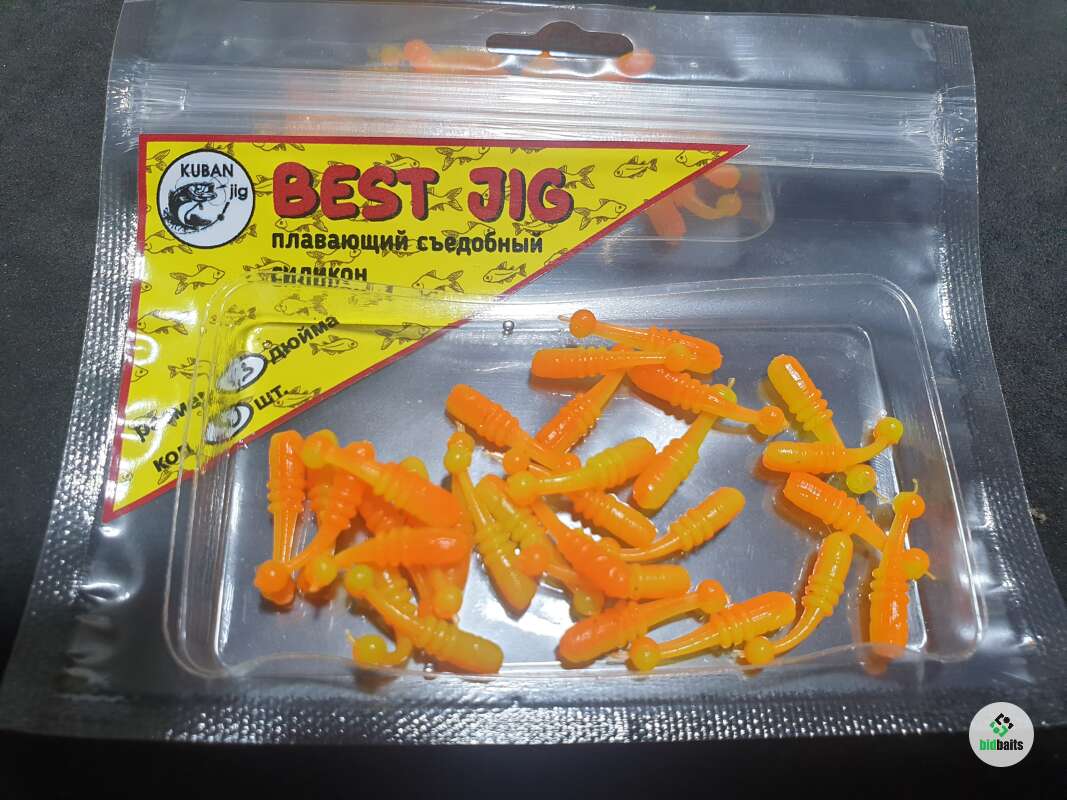 KUBAN
jig
BEST JIG
плавающий съедобный
силикон
дюйма
шт.
bidbaits